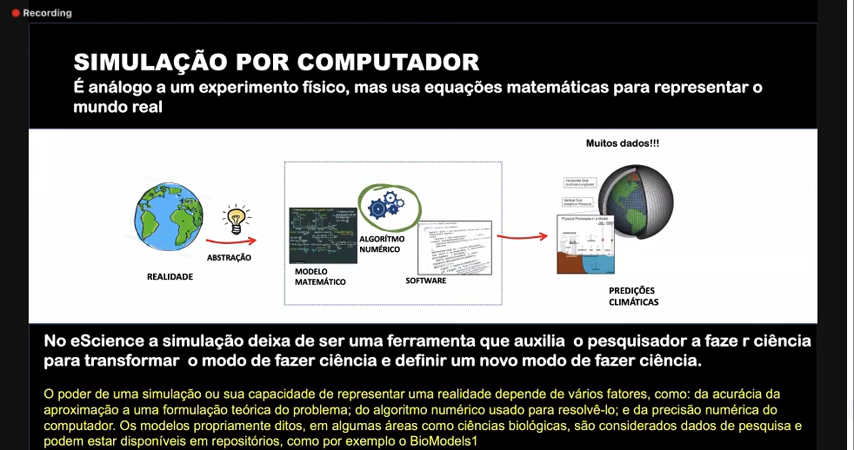 Recording
SIMULAÇÃO POR COMPUTADOR
É análogo a um experimento físico, mas usa equações matemáticas para representar o
mundo real
Muitos dados!!!
REALIDADE
ABSTRAÇÃO
MODELO
MATEMÁTICO
ALGORÍTMO
NUMÉRICO
SOFTWARE
Physical Processes in a Model
PREDIÇÕES
CLIMÁTICAS
No eScience a simulação deixa de ser uma ferramenta que auxilia o pesquisador a faze r ciência
para transformar o modo de fazer ciência e definir um novo modo de fazer ciência.
O poder de uma simulação ou sua capacidade de representar uma realidade depende de vários fatores, como: da acurácia da
aproximação a uma formulação teórica do problema; do algoritmo numérico usado para resolvê-lo; e da precisão numérica do
computador. Os modelos propriamente ditos, em algumas áreas como ciências biológicas, são considerados dados de pesquisa e
podem estar disponíveis em repositórios, como por exemplo o BioModels1